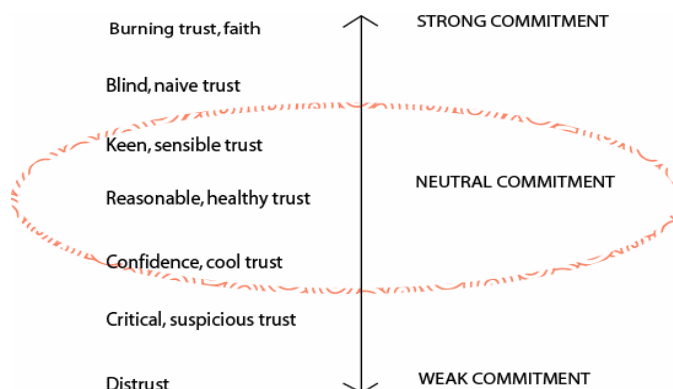 Burning trust, faith
STRONG COMMITMENT
Blind, naive trust
Keen, sensible trust
Reasonable, healthy trust
NEUTRAL COMMITMENT
Confidence, cool trust
Critical, suspicious trust
Distrust
WEAK COMMITMENT